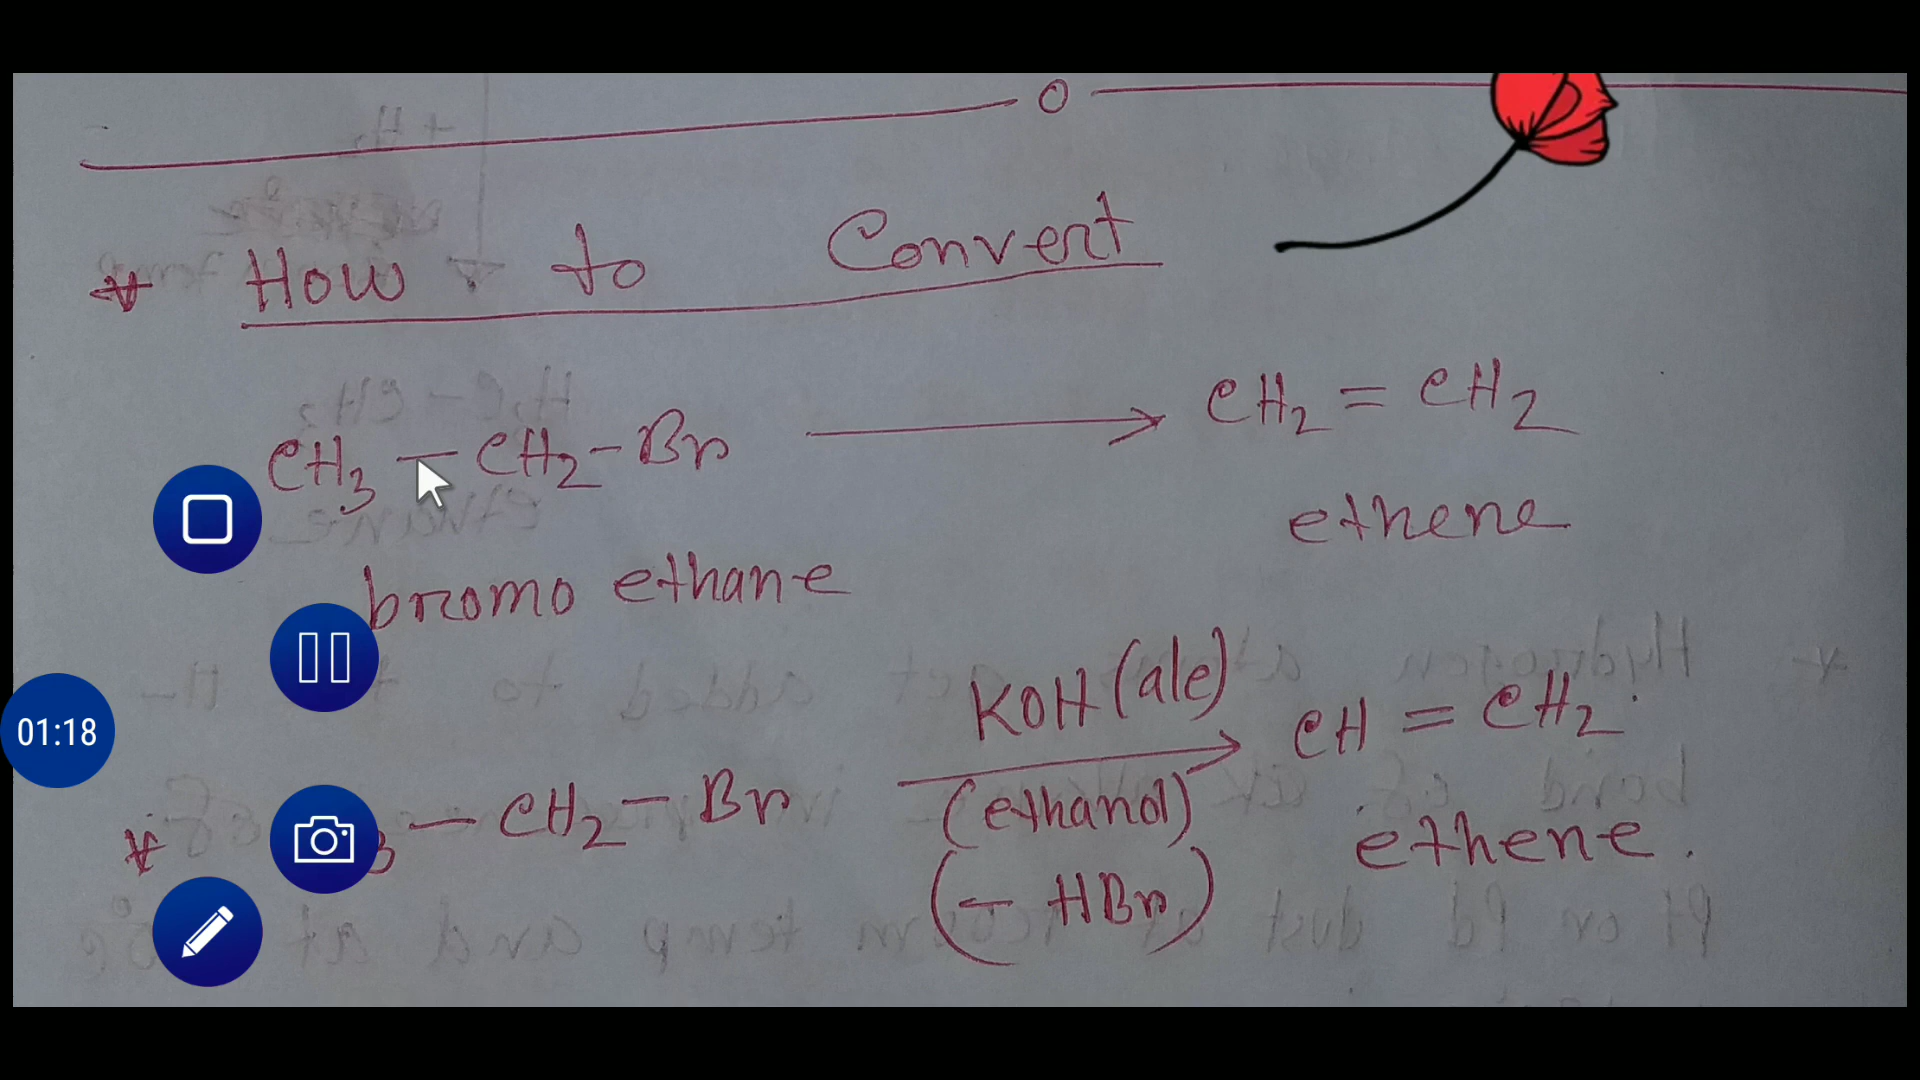 O
* How to Convert
CH3 — CH2 – Br ⟶ CH2 = CH2
bromo ethane ethene
KOH (alc)
* 3 — CH2 – Br ⟶ CH = CH2
(ethanol) ethene.
(– HBr)
01:18